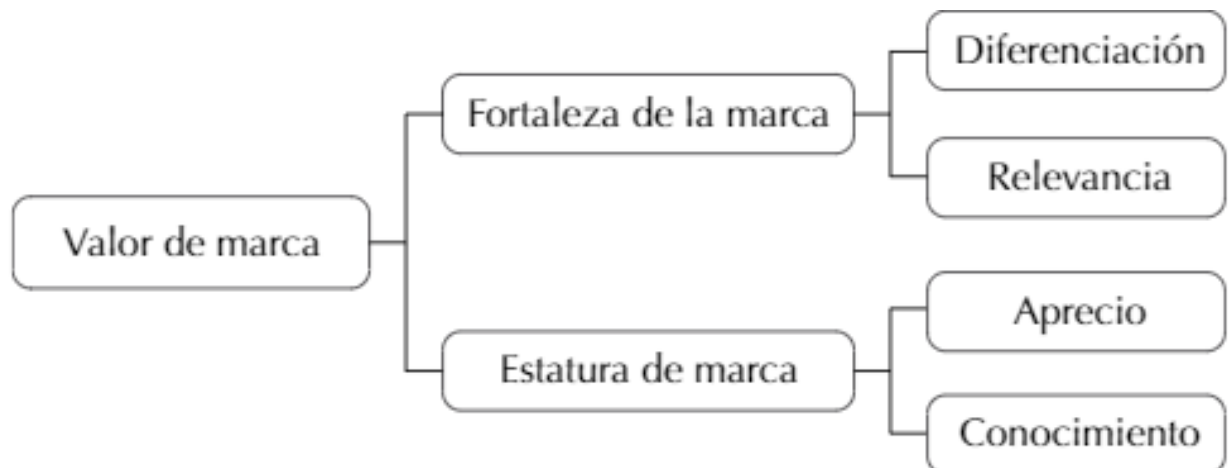 Valor de marca
Fortaleza de la marca
Diferenciación
Relevancia
Estatura de marca
Aprecio
Conocimiento